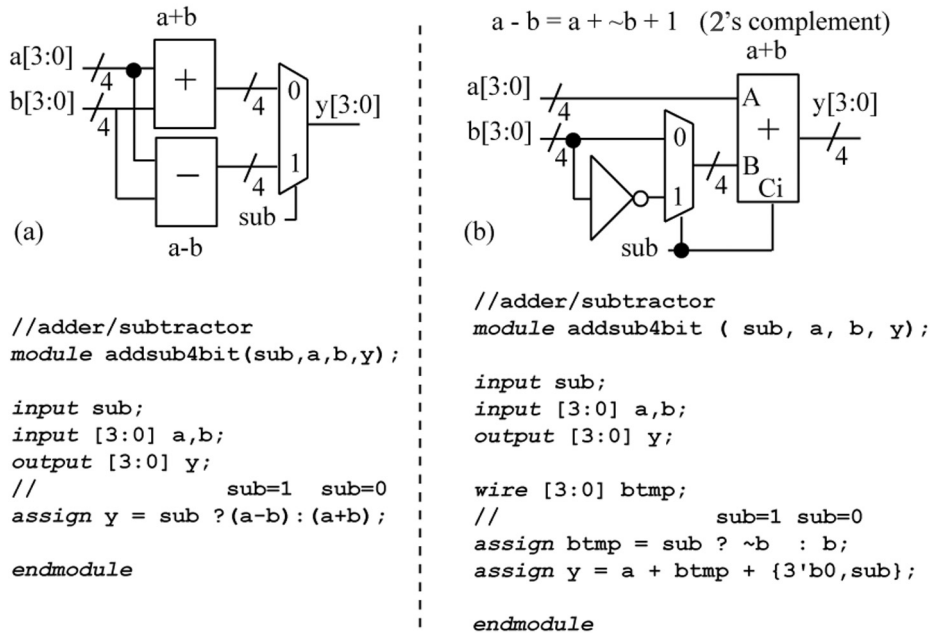 a+b
a[3:0]
4
b[3:0]
4
+
4
0
y[3:0]
−
4
1
sub
(a)
a-b
//adder/subtractor
module addsub4bit(sub,a,b,y);
input sub;
input [3:0] a,b;
output [3:0] y;
// sub=1 sub=0
assign y = sub ?(a-b):(a+b);
endmodule
a - b = a + ~b + 1 (2's complement)
a+b
a[3:0]
4
A
y[3:0]
b[3:0]
4
0
+
4
4
B
1
Ci
(b)
sub
//adder/subtractor
module addsub4bit ( sub, a, b, y);
input sub;
input [3:0] a,b;
output [3:0] y;
wire [3:0] btmp;
// sub=1 sub=0
assign btmp = sub ? ~b : b;
assign y = a + btmp + {3'b0,sub};
endmodule